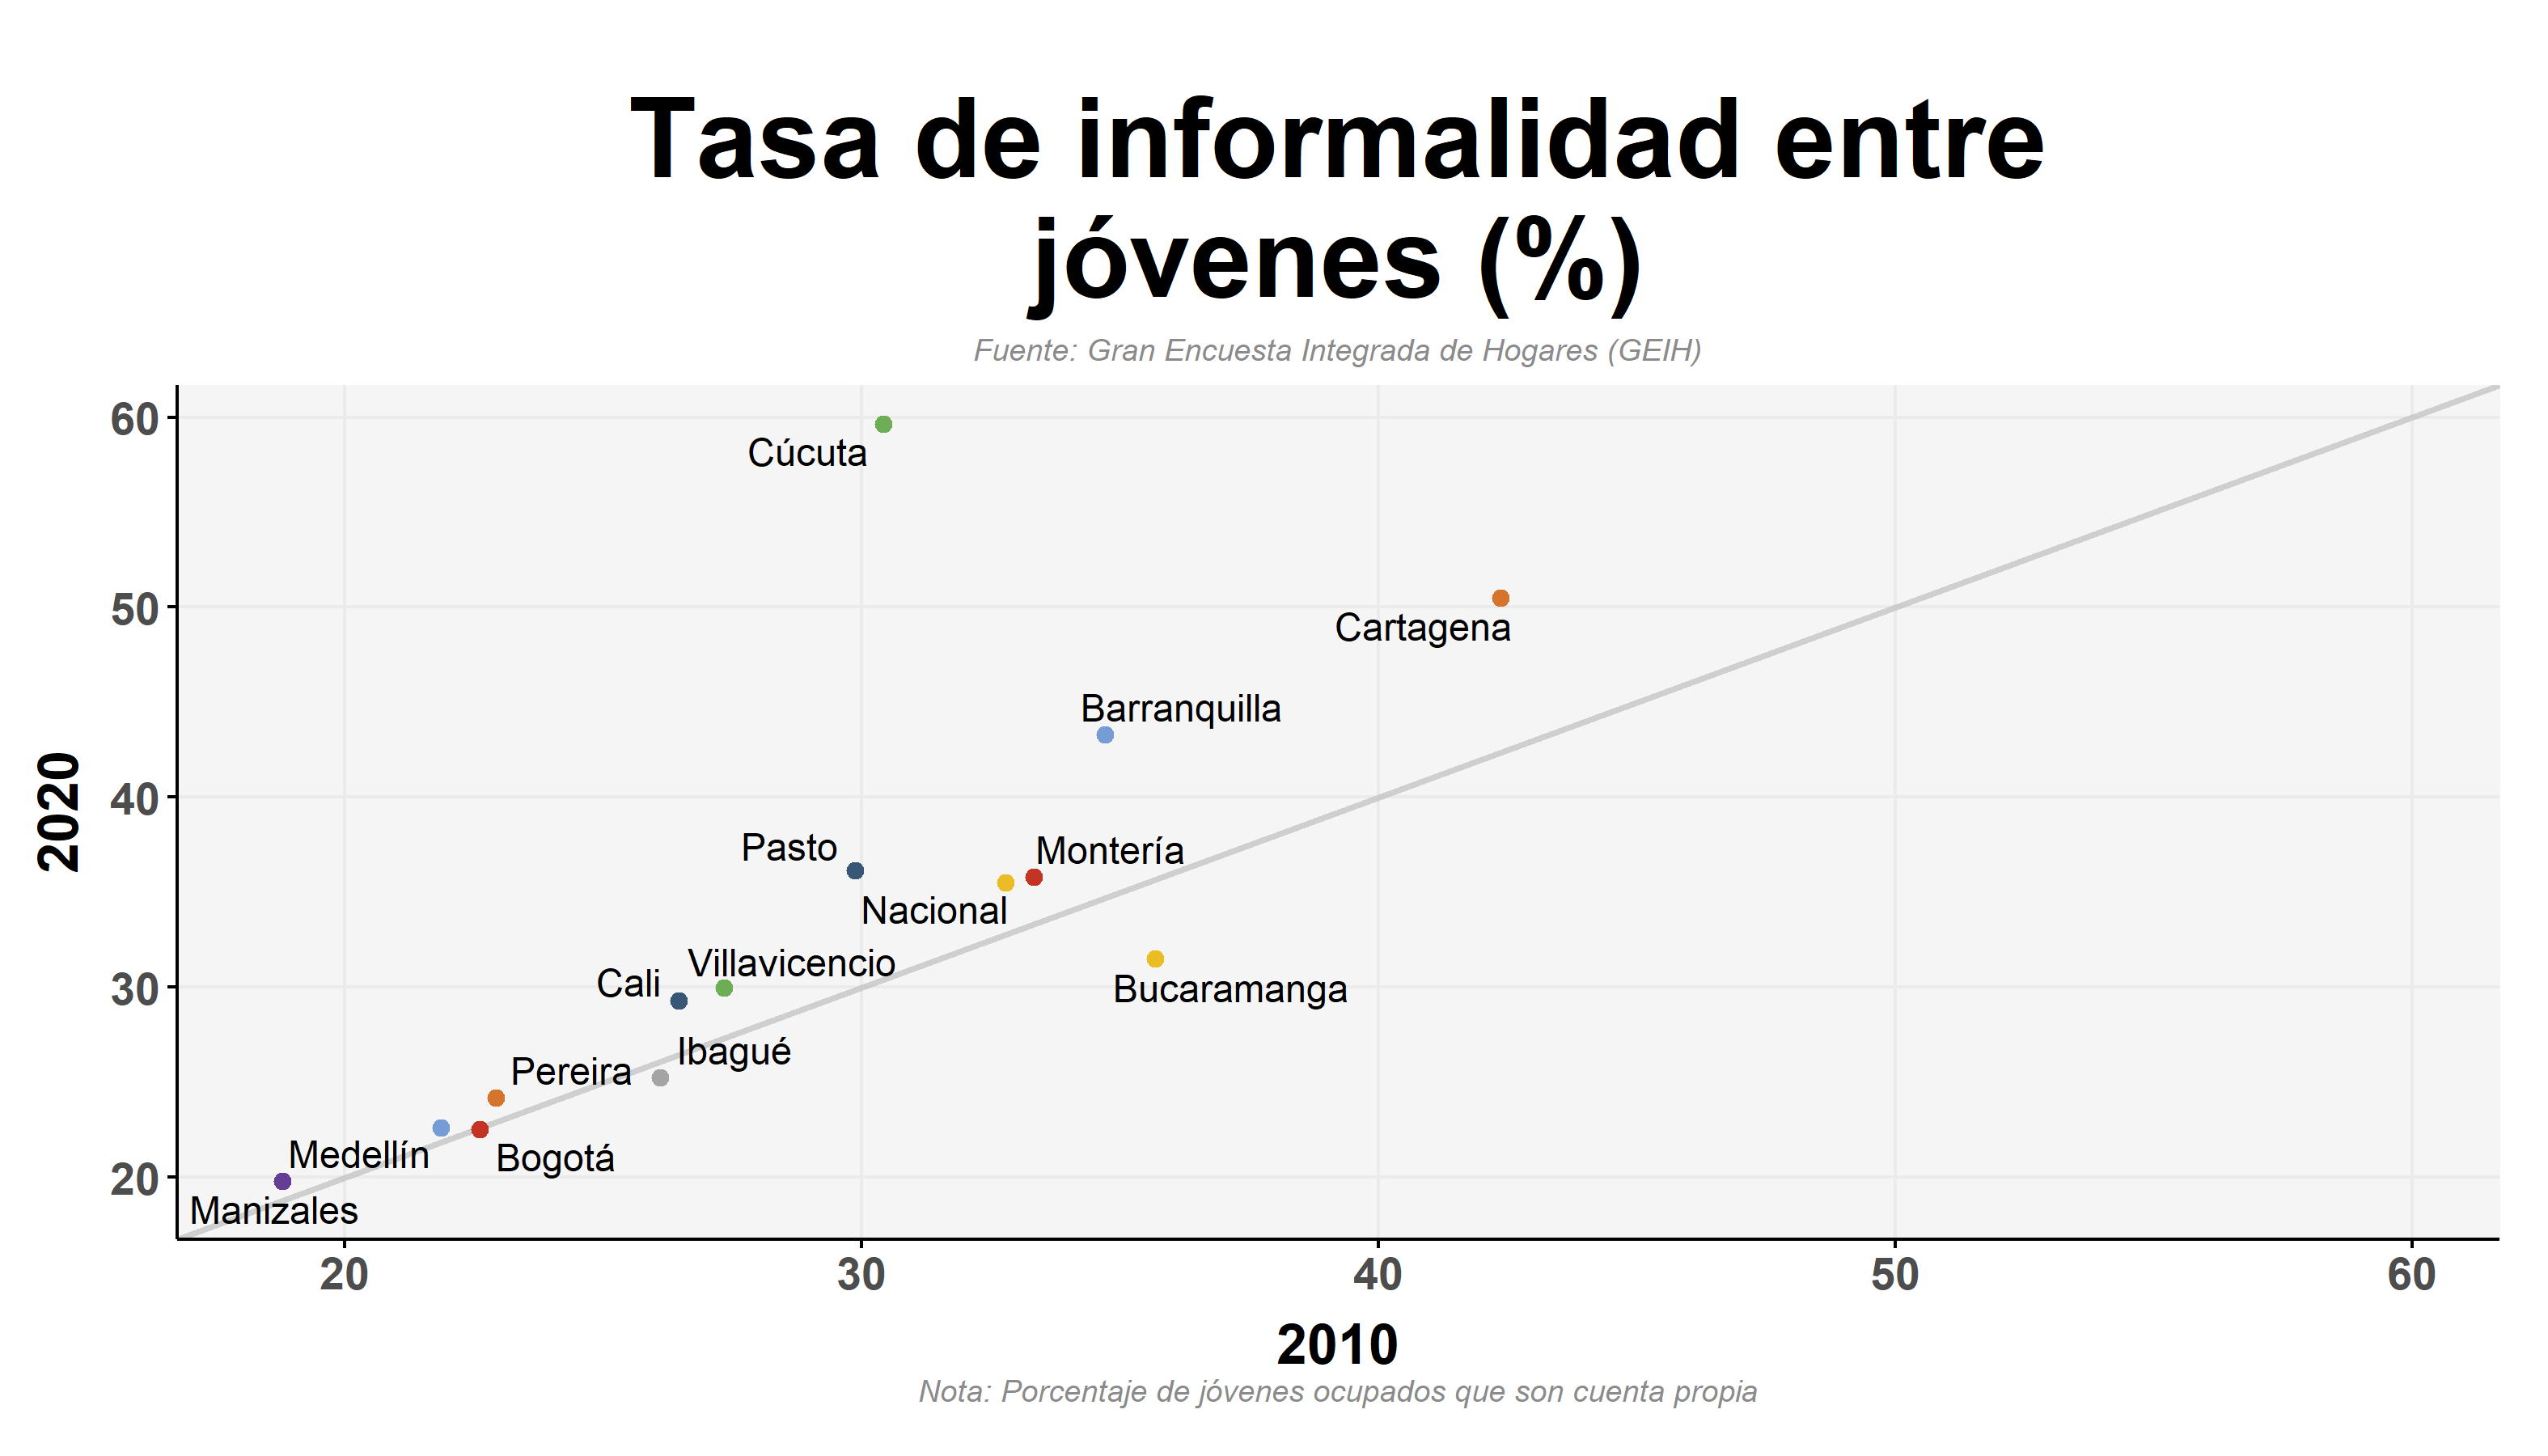 Tasa de informalidad entre
jóvenes (%)
Fuente: Gran Encuesta Integrada de Hogares (GEIH)
60
Cúcuta
50
Cartagena
Barranquilla
2020
40
Pasto
Montería
Nacional
Villavicencio
Cali
30
Bucaramanga
Ibagué
Pereira
Medellín
Bogotá
20
Manizales
20 30 40 50 60
2010
Nota: Porcentaje de jóvenes ocupados que son cuenta propia